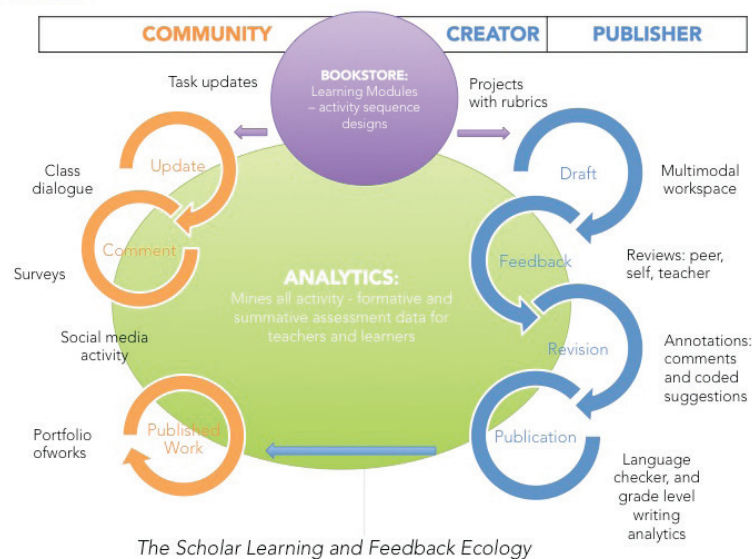 COMMUNITY
CREATOR
PUBLISHER
BOOKSTORE:
Learning Modules
– activity sequence
designs
Task updates
Projects
with rubrics
Update
Class
dialogue
Draft
Multimodal
workspace
Comment
Feedback
Surveys
Reviews: peer,
self, teacher
ANALYTICS:
Mines all activity - formative and
summative assessment data for
teachers and learners
Social media
activity
Revision
Annotations:
comments
and coded
suggestions
Published
Work
Portfolio
ofworks
Publication
Language
checker, and
grade level
writing
analytics
The Scholar Learning and Feedback Ecology